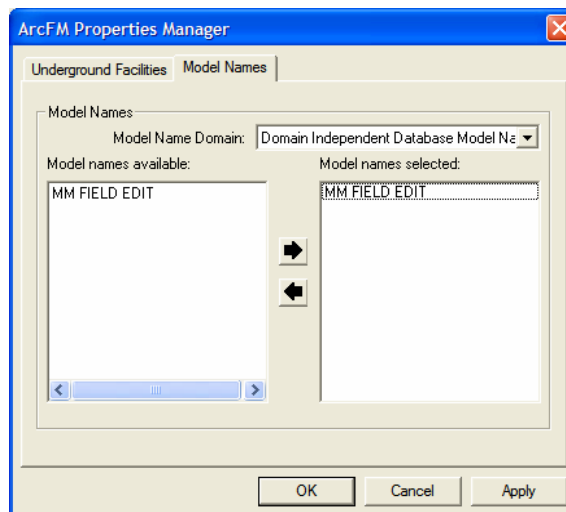 ArcFM Properties Manager
Underground Facilities Model Names
Model Names
Model Name Domain: Domain Independent Database Model Na
Model names available: Model names selected:
MM FIELD EDIT MM FIELD EDIT
OK Cancel Apply